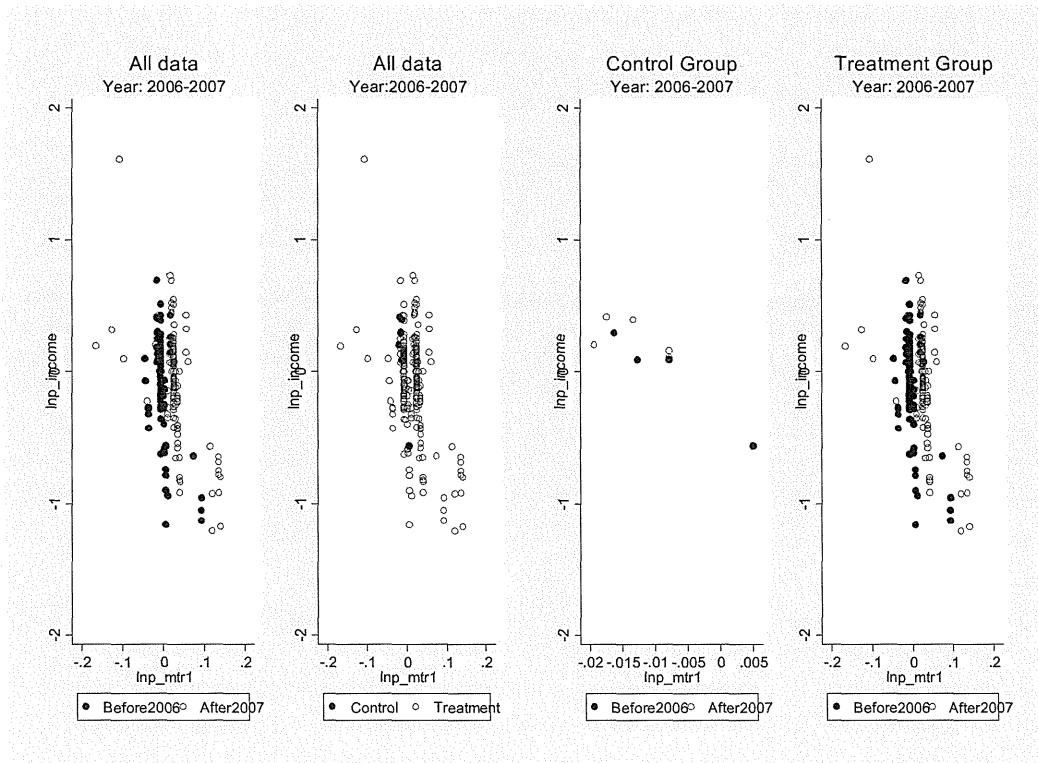 All data
Year: 2006-2007
2
1
0
-1
-2
lnp_income
-.2 -.1 0 .1 .2
lnp_mtr1
Before2006 After2007
All data
Year:2006-2007
2
1
0
-1
-2
lnp_income
-.2 -.1 0 .1 .2
lnp_mtr1
Control Treatment
Control Group
Year: 2006-2007
2
1
0
-1
-2
lnp_income
-.02 -.015 -.01 -.005 0 .005
lnp_mtr1
Before2006 After2007
Treatment Group
Year: 2006-2007
2
1
0
-1
-2
lnp_income
-.2 -.1 0 .1 .2
lnp_mtr1
Before2006 After2007